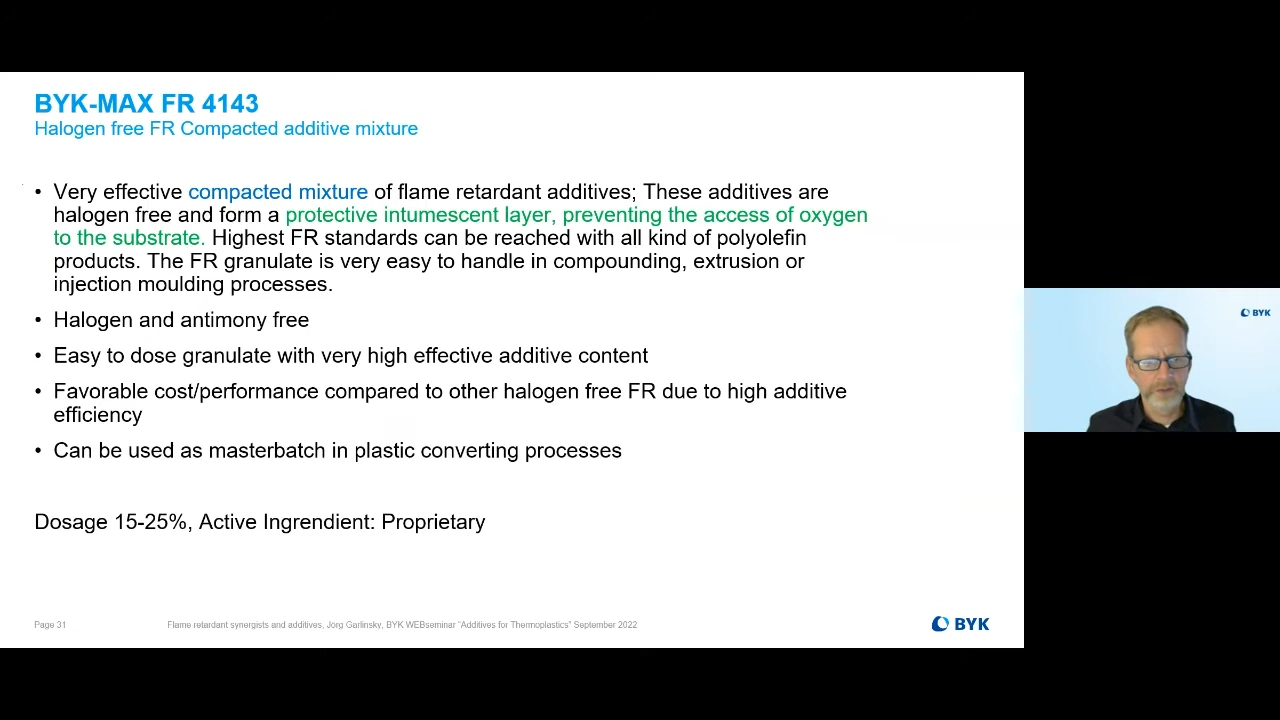 BYK-MAX FR 4143
Halogen free FR Compacted additive mixture
• Very effective compacted mixture of flame retardant additives; These additives are
halogen free and form a protective intumescent layer, preventing the access of oxygen
to the substrate. Highest FR standards can be reached with all kind of polyolefin
products. The FR granulate is very easy to handle in compounding, extrusion or
injection moulding processes.
• Halogen and antimony free
• Easy to dose granulate with very high effective additive content
• Favorable cost/performance compared to other halogen free FR due to high additive
efficiency
• Can be used as masterbatch in plastic converting processes
Dosage 15-25%, Active Ingrendient: Proprietary
Page 31
Flame retardant synergists and additives, Jorg Garlinsky, BYK WEBseminar "Additives for Thermoplastics" September 2022
BYK
BYK